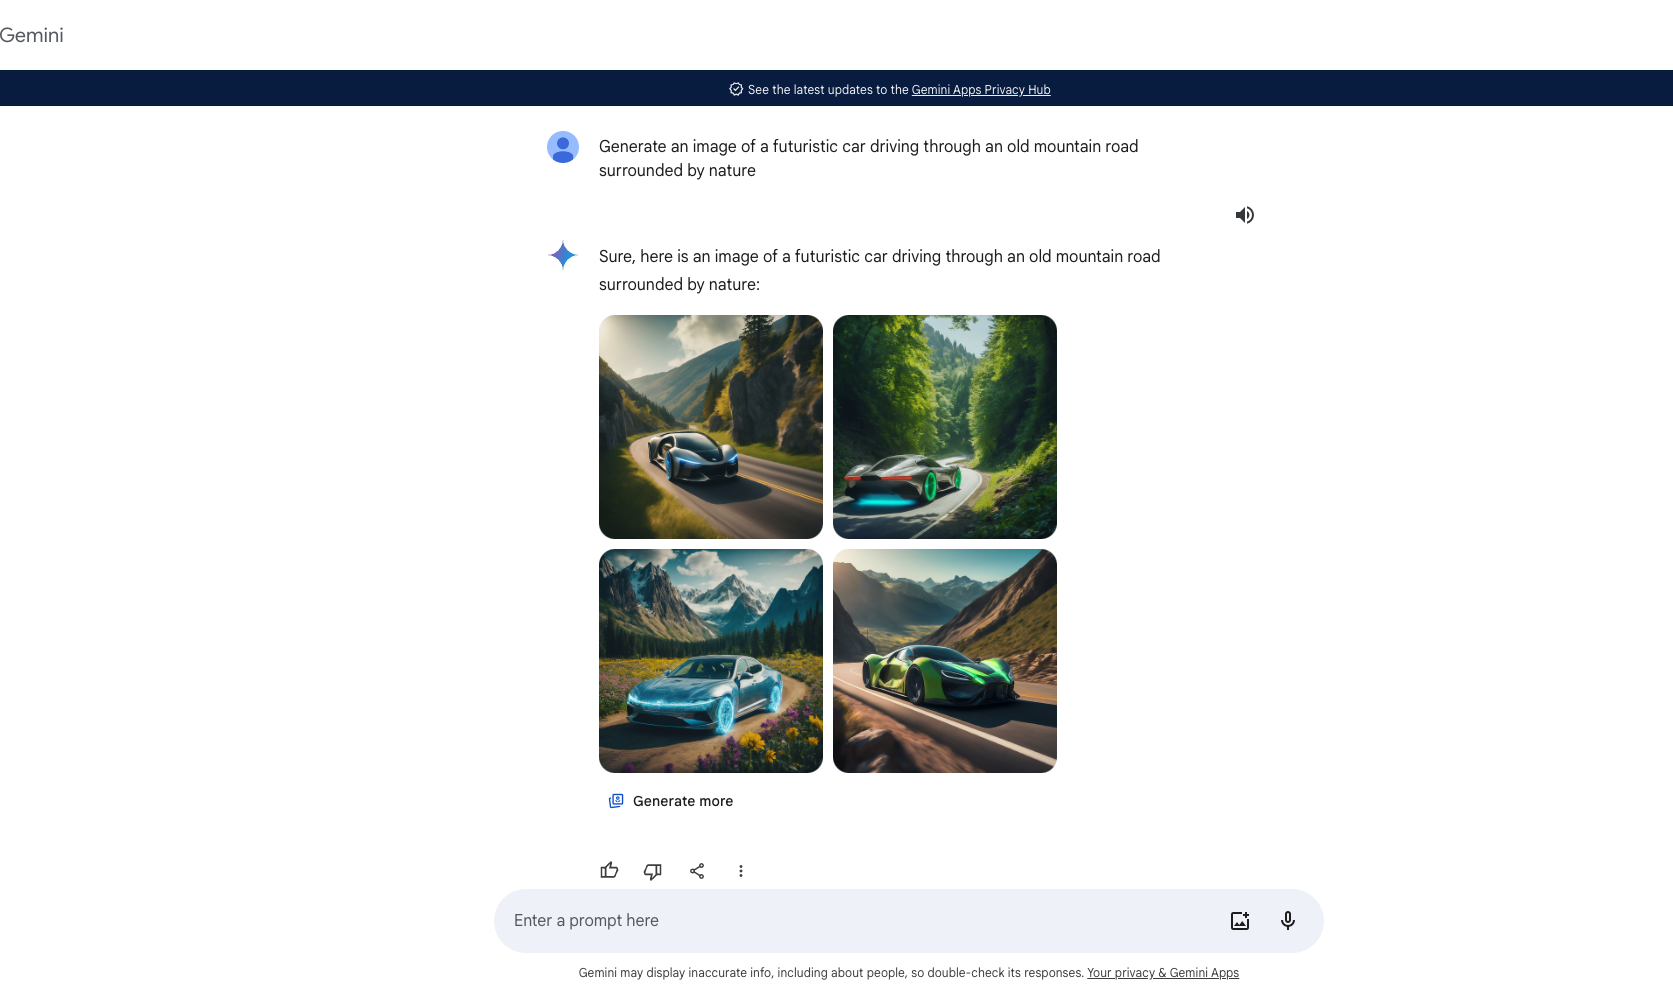 Gemini
See the latest updates to the Gemini Apps Privacy Hub
Generate an image of a futuristic car driving through an old mountain road
surrounded by nature
Sure, here is an image of a futuristic car driving through an old mountain road
surrounded by nature:
Generate more
Enter a prompt here
Gemini may display inaccurate info, including about people, so double-check its responses. Your privacy & Gemini Apps